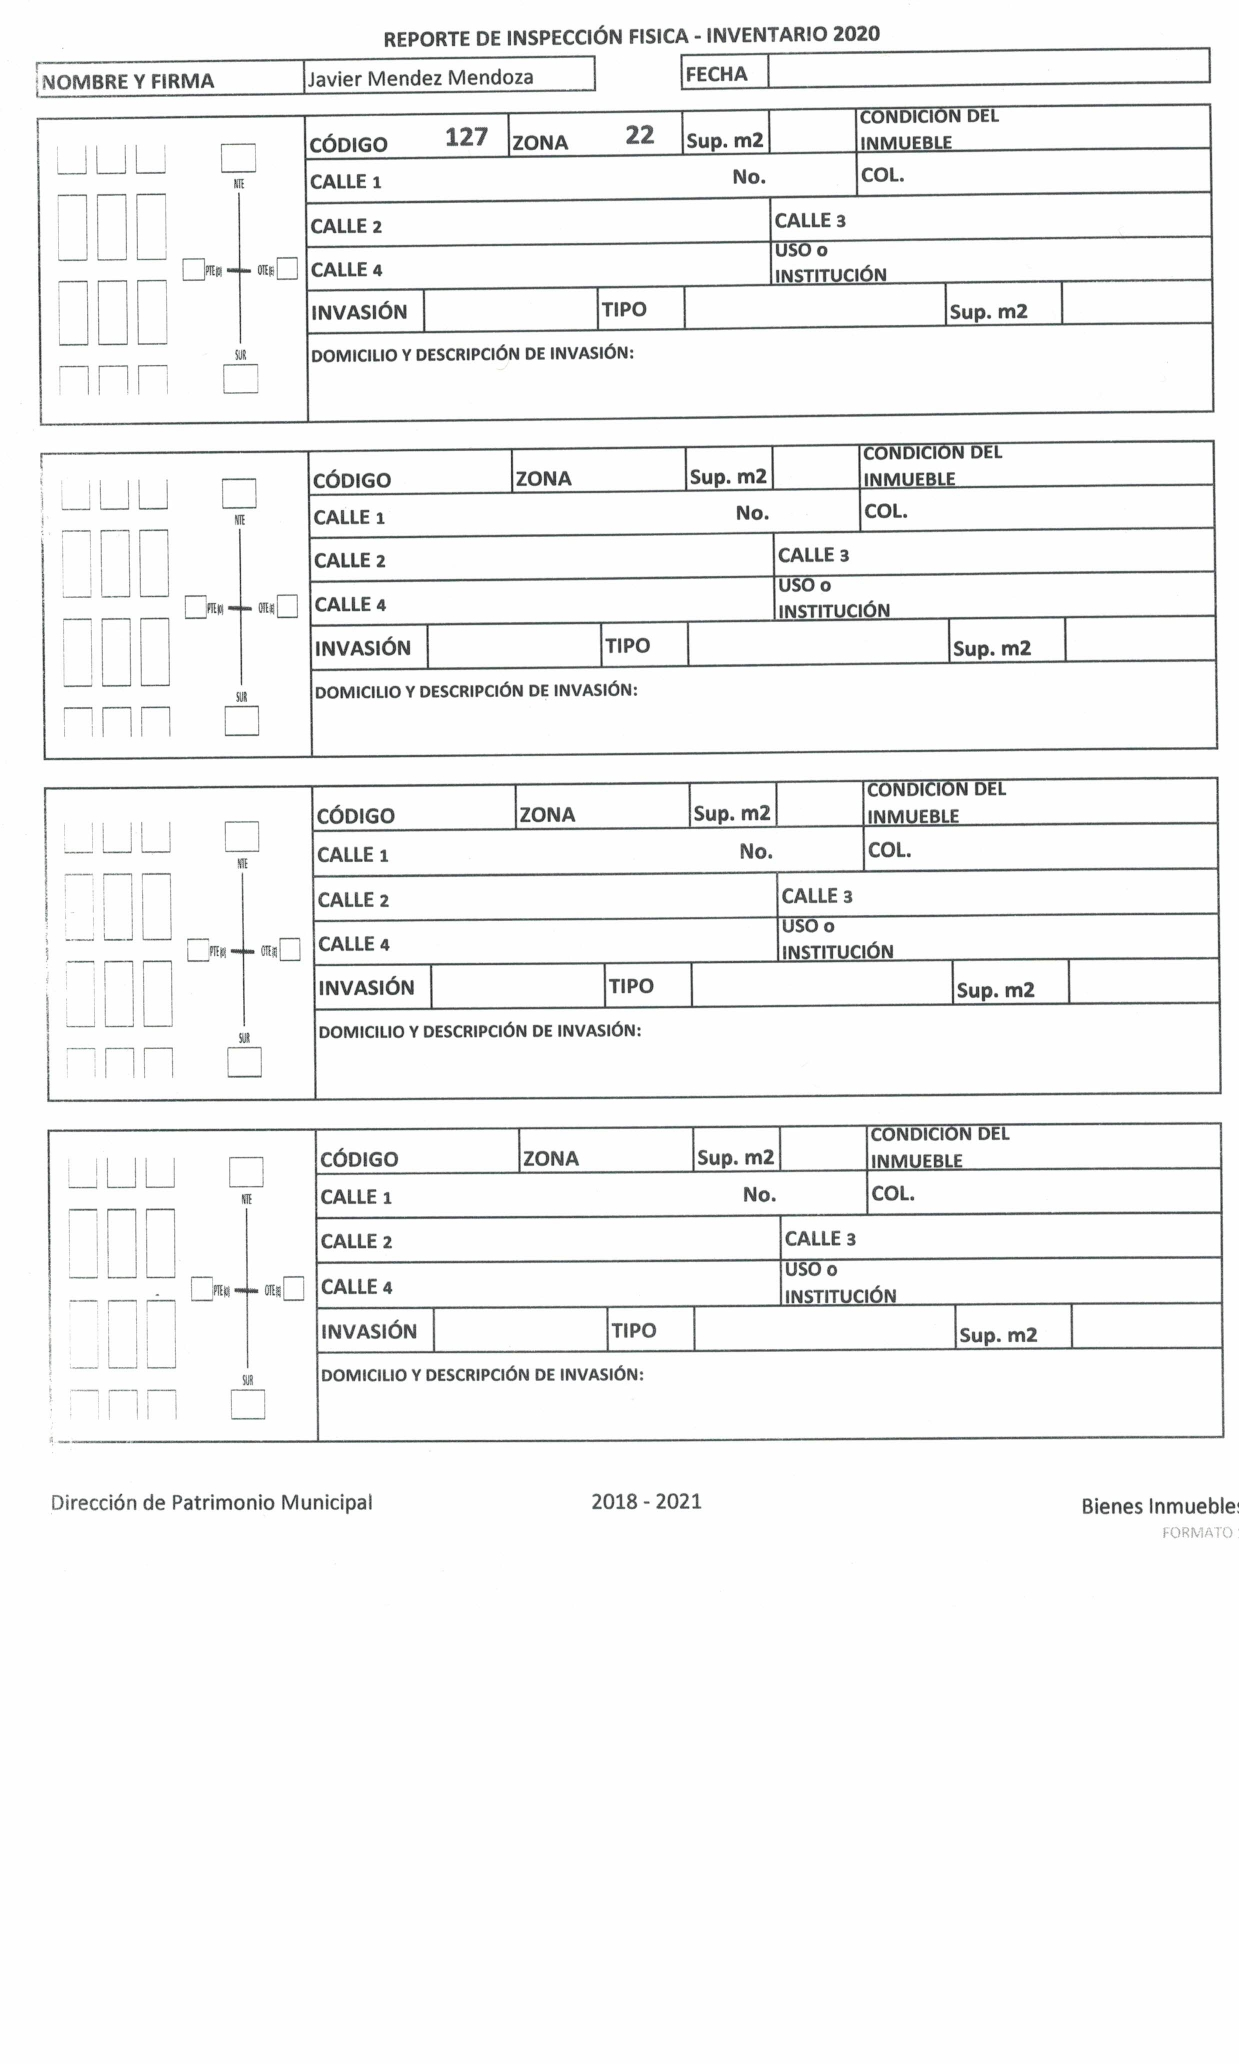 REPORTE DE INSPECCIÓN FISICA - INVENTARIO 2020
NOMBRE Y FIRMA Javier Mendez Mendoza FECHA
CÓDIGO 127 ZONA 22 Sup. m2 CONDICIÓN DEL INMUEBLE
CALLE 1 No. COL.
NTE
CALLE 2 CALLE 3
PTE(O) OTE(E) CALLE 4 USO o INSTITUCIÓN
INVASIÓN TIPO Sup. m2
SUR
DOMICILIO Y DESCRIPCIÓN DE INVASIÓN:
CÓDIGO ZONA Sup. m2 CONDICIÓN DEL INMUEBLE
CALLE 1 No. COL.
NTE
CALLE 2 CALLE 3
PTE(O) OTE(E) CALLE 4 USO o INSTITUCIÓN
INVASIÓN TIPO Sup. m2
SUR
DOMICILIO Y DESCRIPCIÓN DE INVASIÓN:
CÓDIGO ZONA Sup. m2 CONDICIÓN DEL INMUEBLE
CALLE 1 No. COL.
NTE
CALLE 2 CALLE 3
PTE(O) OTE(E) CALLE 4 USO o INSTITUCIÓN
INVASIÓN TIPO Sup. m2
SUR
DOMICILIO Y DESCRIPCIÓN DE INVASIÓN:
CÓDIGO ZONA Sup. m2 CONDICIÓN DEL INMUEBLE
CALLE 1 No. COL.
NTE
CALLE 2 CALLE 3
PTE(O) OTE(E) CALLE 4 USO o INSTITUCIÓN
INVASIÓN TIPO Sup. m2
SUR
DOMICILIO Y DESCRIPCIÓN DE INVASIÓN:
Dirección de Patrimonio Municipal 2018 - 2021 Bienes Inmuebles
FORMATO